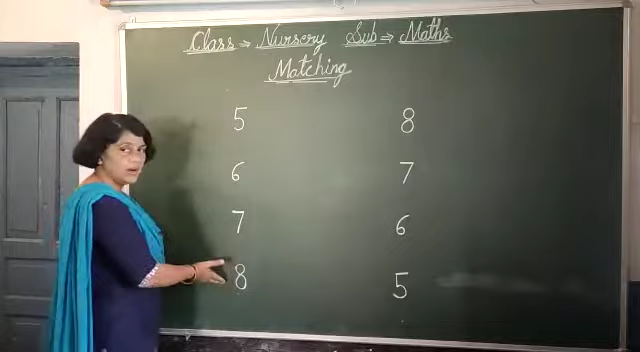 Class → Nursery Sub ⇒ Maths
Matching
5 8
6 7
7 6
8 5